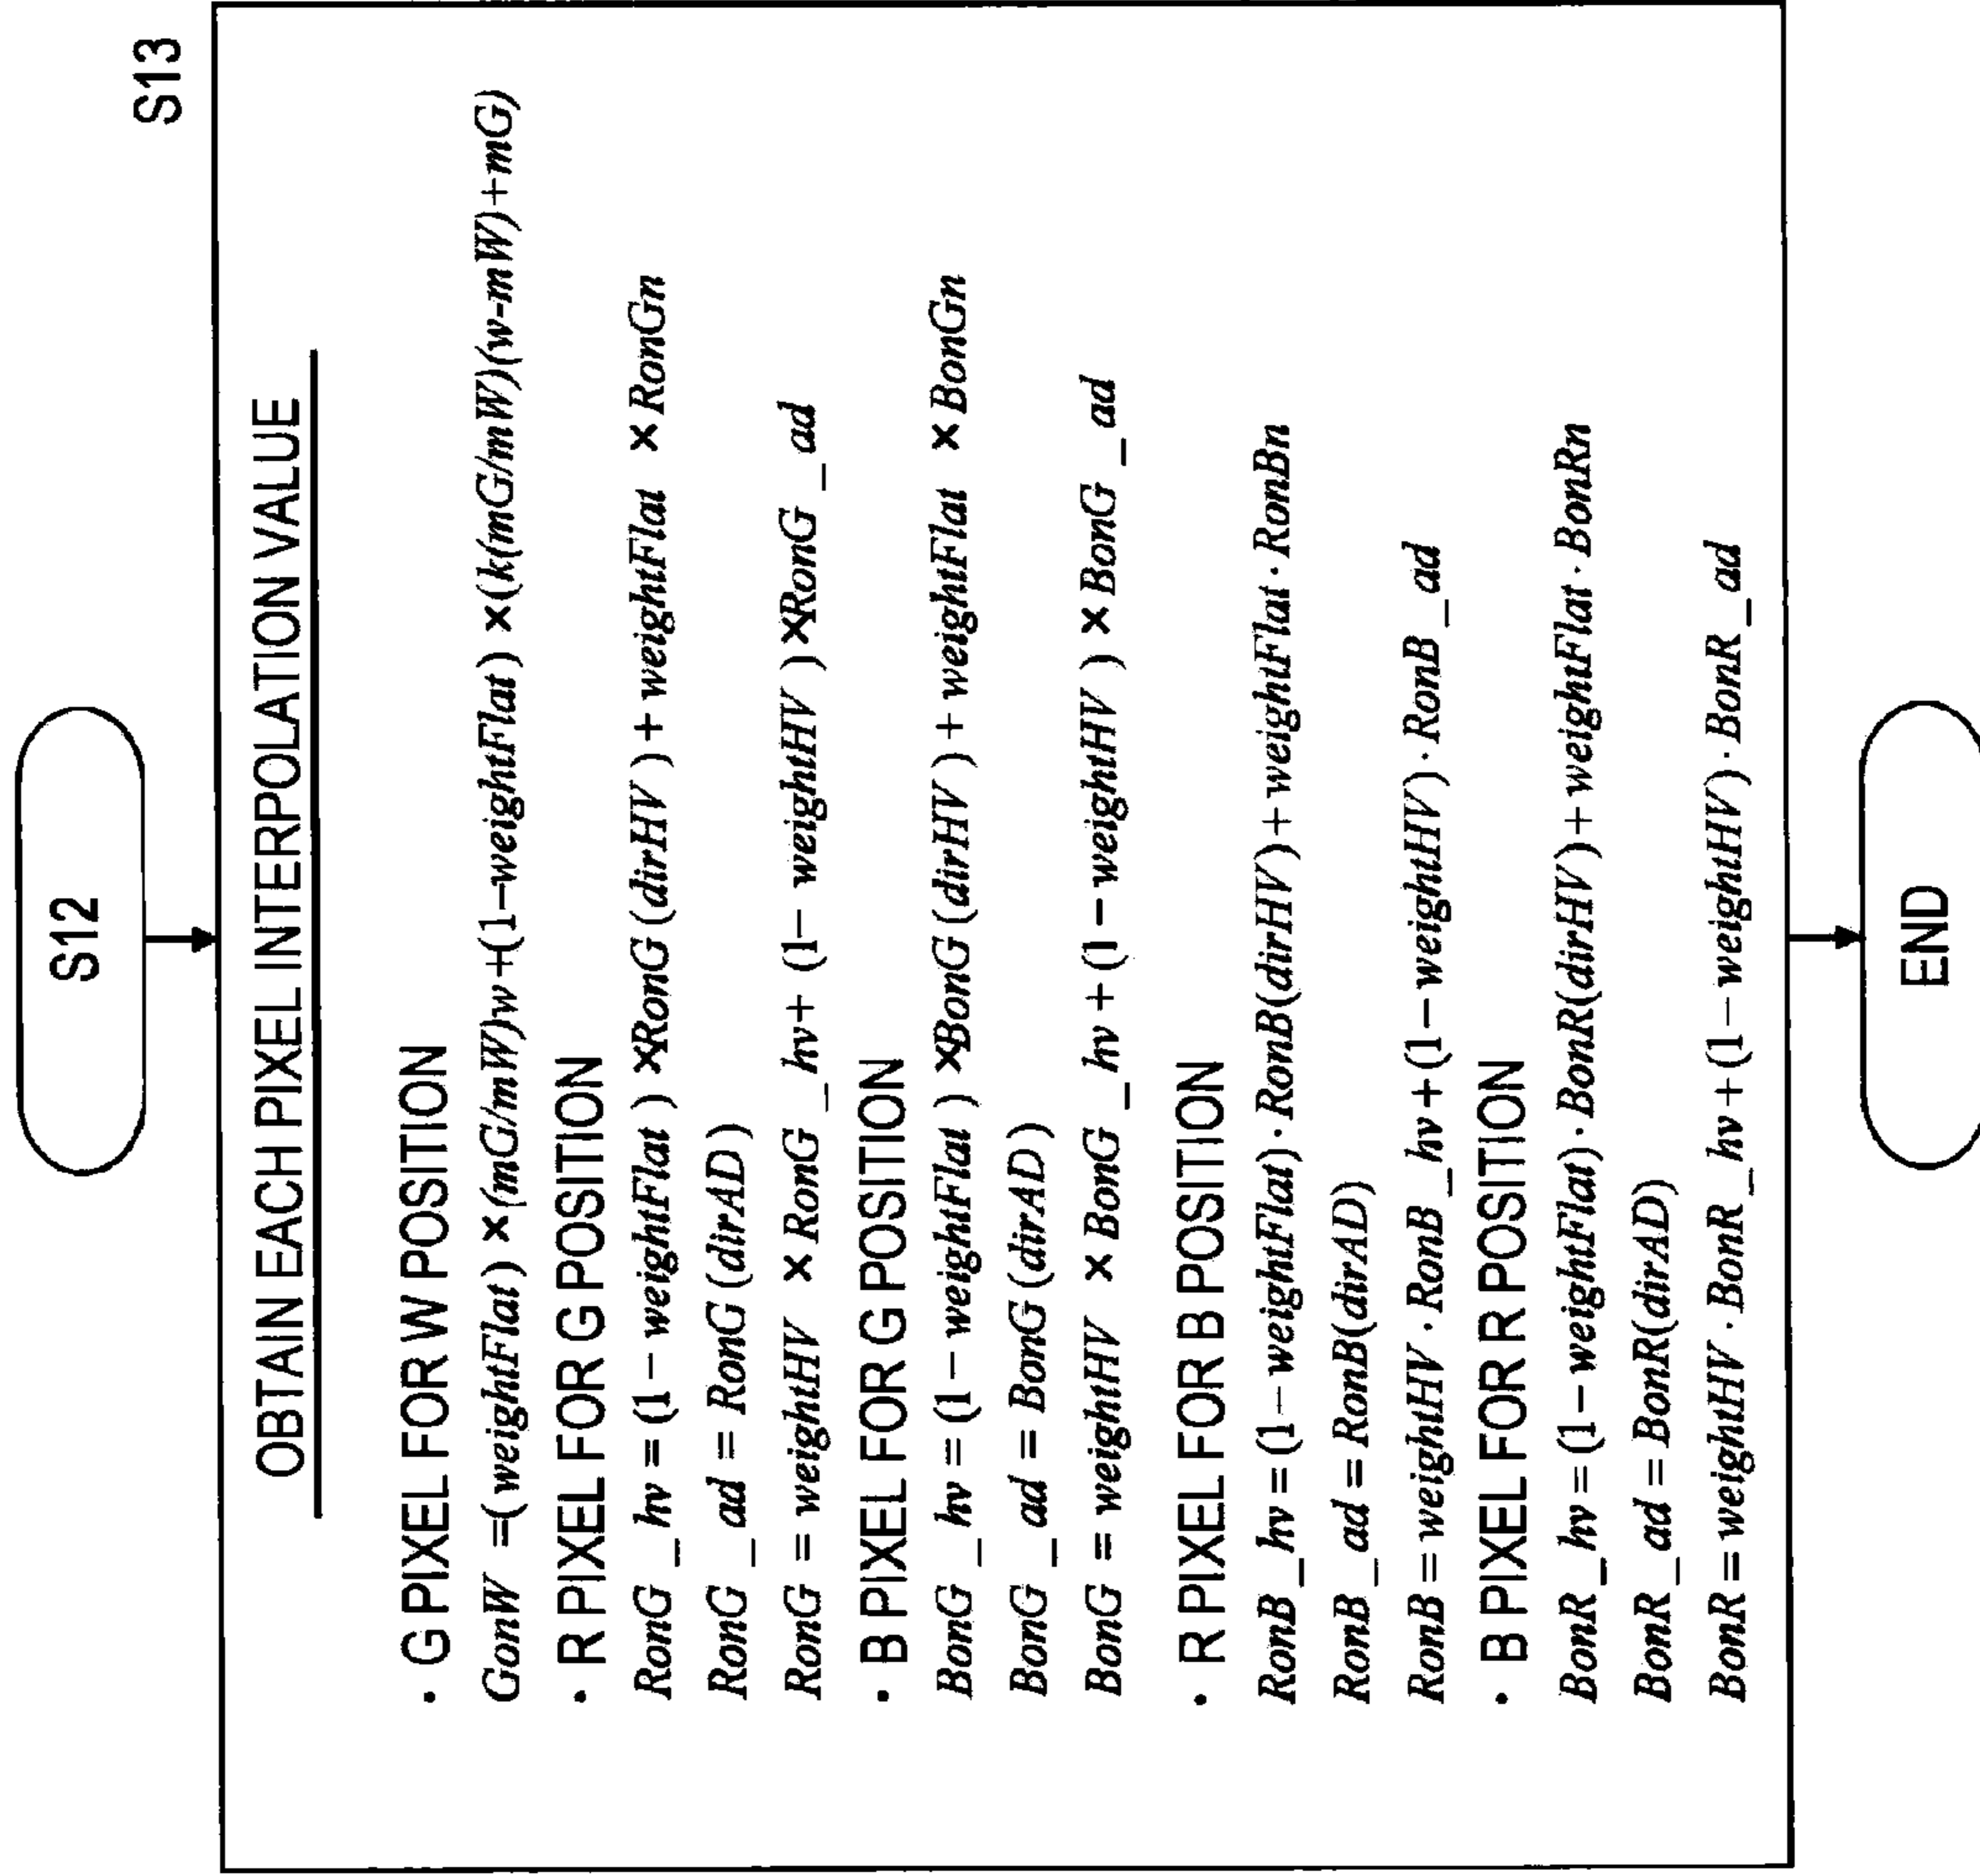 S12
S13
OBTAIN EACH PIXEL INTERPOLATION VALUE
· G PIXEL FOR W POSITION
GonW =(weightFlat) ×(mG/mW)w+(1−weightFlat) ×(k(mG/mW)(w-mW)+mG)
· R PIXEL FOR G POSITION
RonG_hv = (1 − weightFlat) ×RonG(dirHV) + weightFlat × RonGn
RonG_ad = RonG(dirAD)
RonG = weightHV × RonG_hv + (1 − weightHV) ×RonG_ad
· B PIXEL FOR G POSITION
BonG_hv = (1 − weightFlat) ×BonG(dirHV) + weightFlat × BonGn
BonG_ad = BonG(dirAD)
BonG = weightHV × BonG_hv + (1 − weightHV) × BonG_ad
· R PIXEL FOR B POSITION
RonB_hv = (1 − weightFlat) · RonB(dirHV) + weightFlat · RonBn
RonB_ad = RonB(dirAD)
RonB = weightHV · RonB_hv + (1 − weightHV) · RonB_ad
· B PIXEL FOR R POSITION
BonR_hv = (1 − weightFlat) · BonR(dirHV) + weightFlat · BonRn
BonR_ad = BonR(dirAD)
BonR = weightHV · BonR_hv + (1 − weightHV) · BonR_ad
END